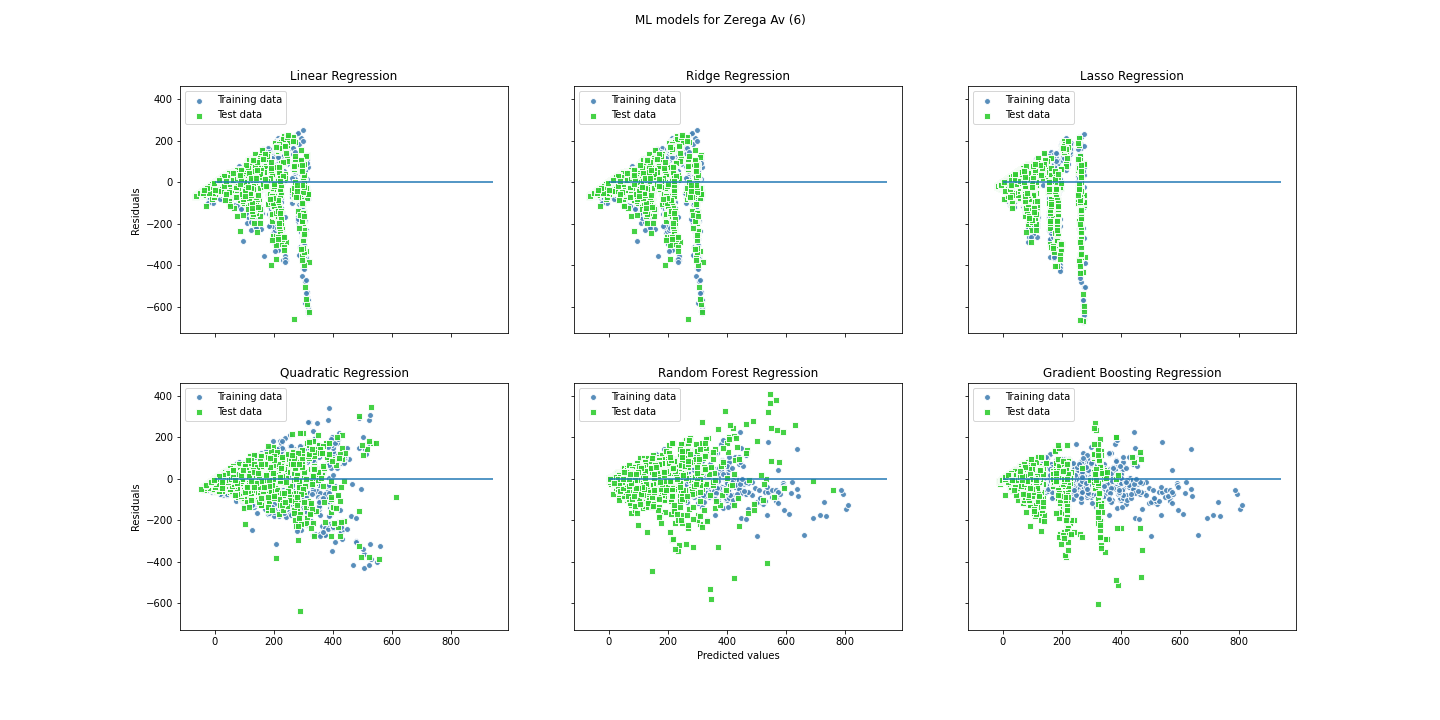 ML models for Zerega Av (6)
Linear Regression
Ridge Regression
Lasso Regression
Training data
Test data
Training data
Test data
Training data
Test data
400
200
0
−200
−400
−600
Residuals
Quadratic Regression
Random Forest Regression
Gradient Boosting Regression
Training data
Test data
Training data
Test data
Training data
Test data
400
200
0
−200
−400
−600
Residuals
0 200 400 600 800
0 200 400 600 800
0 200 400 600 800
Predicted values